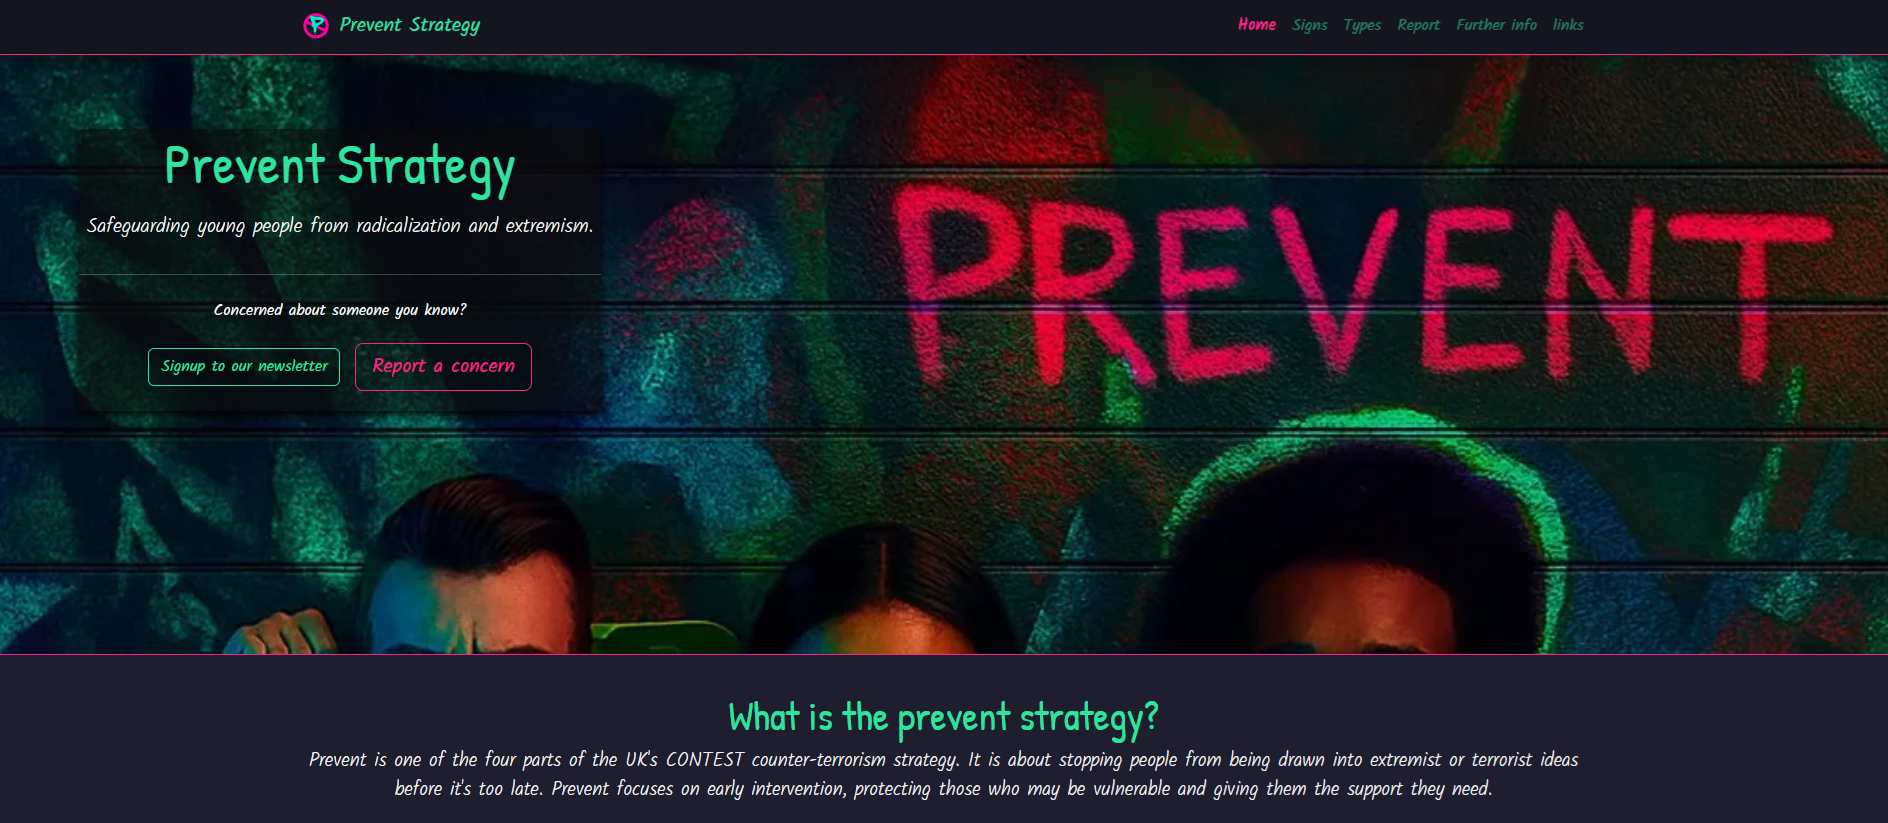 Prevent Strategy
Home Signs Types Report Further info links
Prevent Strategy
Safeguarding young people from radicalization and extremism.
Concerned about someone you know?
Signup to our newsletter
Report a concern
PREVENT
What is the prevent strategy?
Prevent is one of the four parts of the UK's CONTEST counter-terrorism strategy. It is about stopping people from being drawn into extremist or terrorist ideas
before it's too late. Prevent focuses on early intervention, protecting those who may be vulnerable and giving them the support they need.